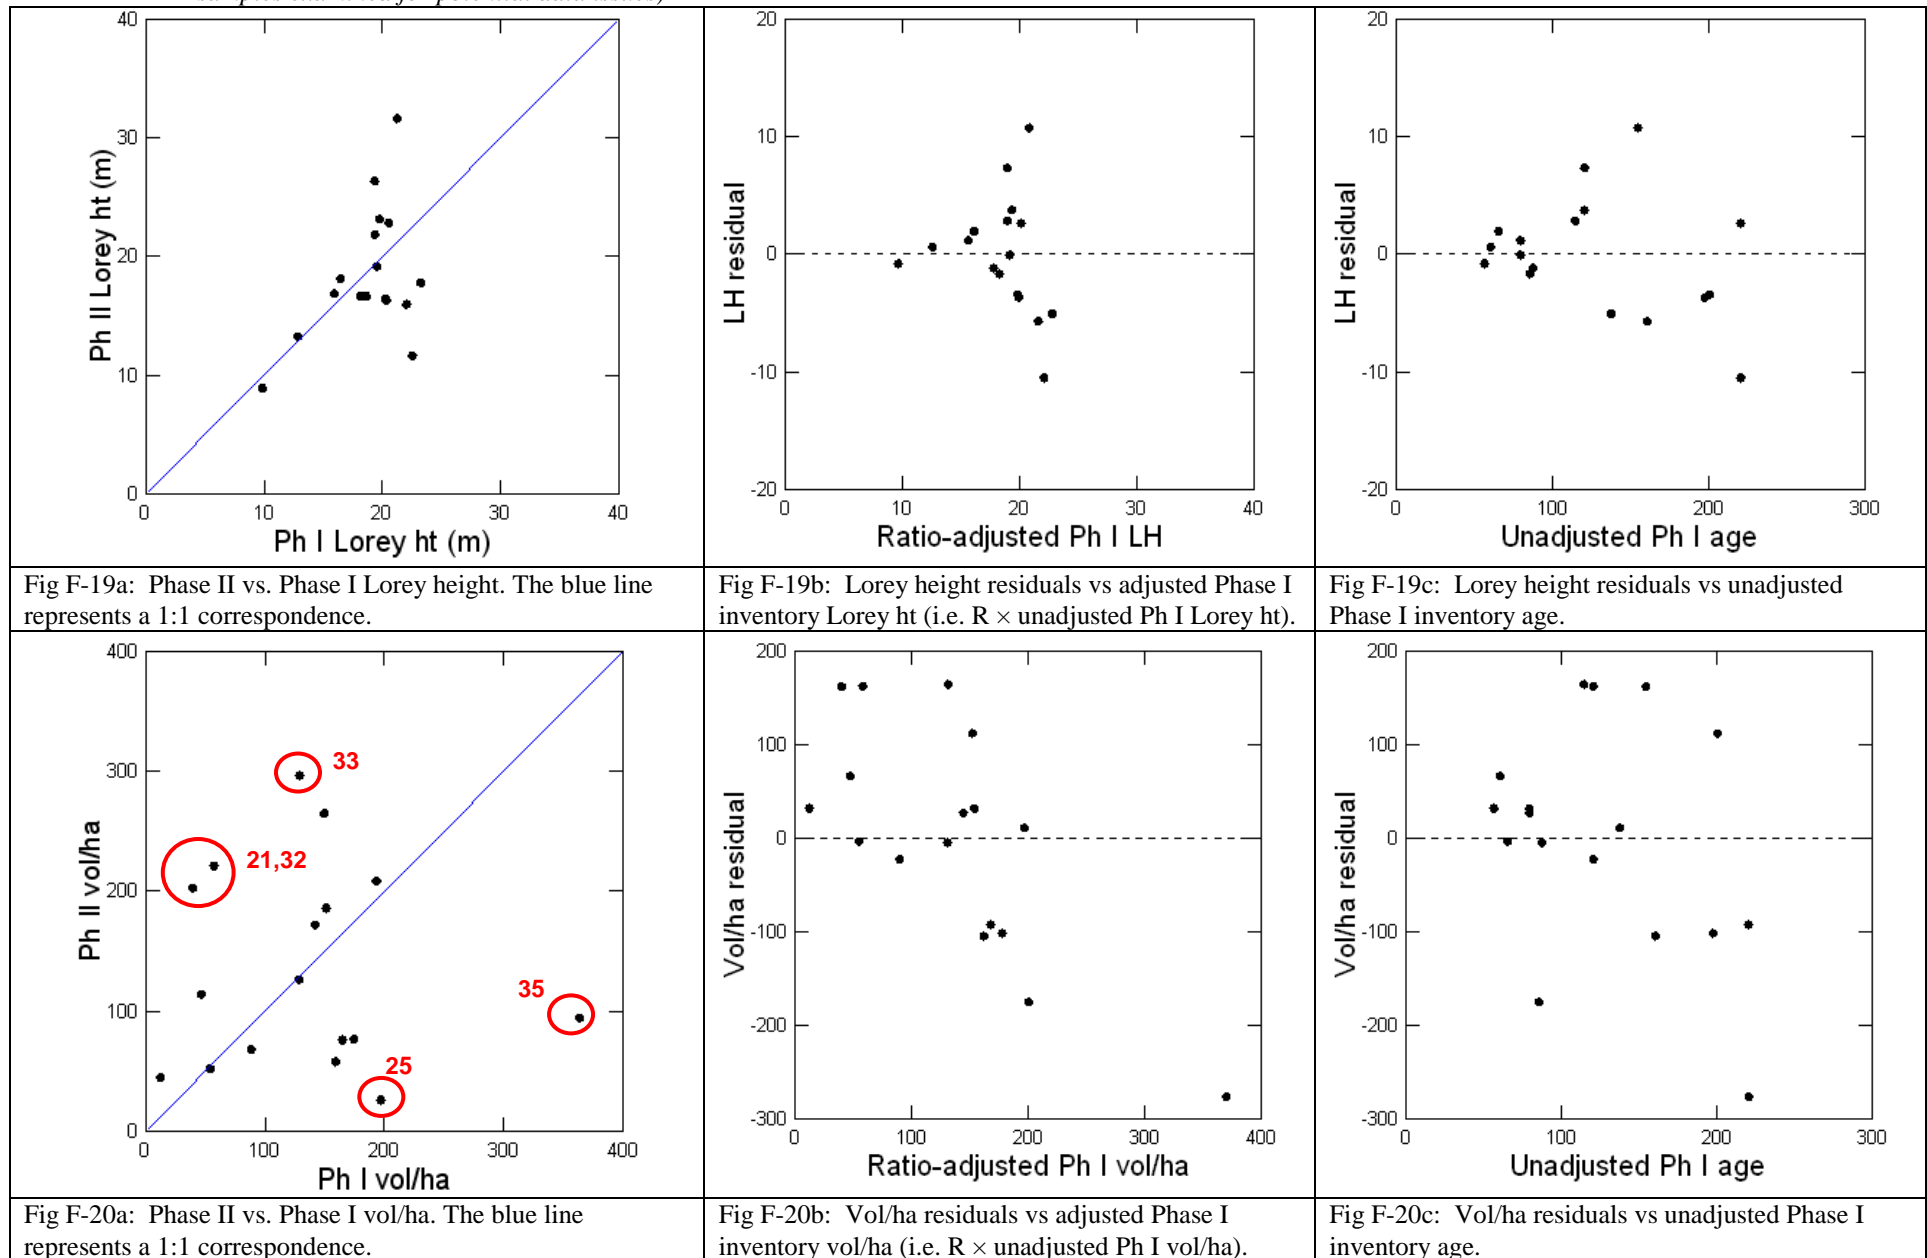 samples examined for potential data issues)
40
30
20
10
0
Ph II Lorey ht (m)
0 10 20 30 40
Ph I Lorey ht (m)
20
10
0
-10
-20
LH residual
0 10 20 30 40
Ratio-adjusted Ph I LH
20
10
0
-10
-20
LH residual
0 100 200 300
Unadjusted Ph I age
Fig F-19a: Phase II vs. Phase I Lorey height. The blue line
represents a 1:1 correspondence.
Fig F-19b: Lorey height residuals vs adjusted Phase I
inventory Lorey ht (i.e. R × unadjusted Ph I Lorey ht).
Fig F-19c: Lorey height residuals vs unadjusted
Phase I inventory age.
400
300
200
100
0
Ph II vol/ha
33
21,32
35
25
0 100 200 300 400
Ph I vol/ha
200
100
0
-100
-200
-300
Vol/ha residual
0 100 200 300 400
Ratio-adjusted Ph I vol/ha
200
100
0
-100
-200
-300
Vol/ha residual
0 100 200 300
Unadjusted Ph I age
Fig F-20a: Phase II vs. Phase I vol/ha. The blue line
represents a 1:1 correspondence.
Fig F-20b: Vol/ha residuals vs adjusted Phase I
inventory vol/ha (i.e. R × unadjusted Ph I vol/ha).
Fig F-20c: Vol/ha residuals vs unadjusted Phase I
inventory age.